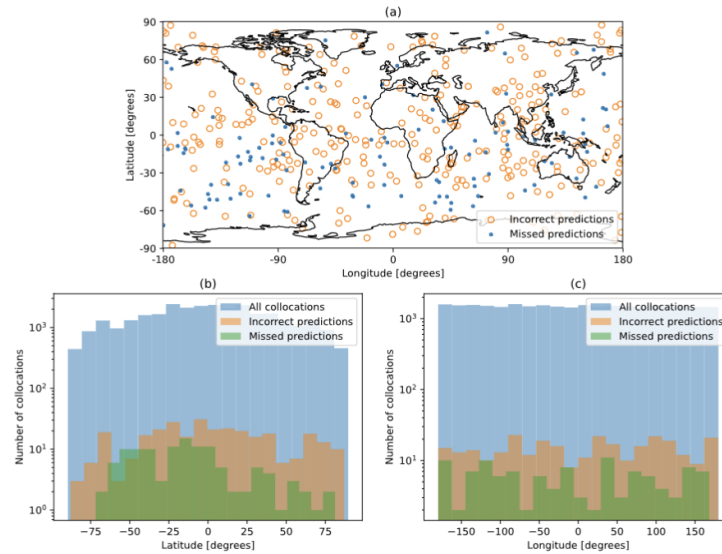 (a)
90
60
30
0
-30
-60
-90
Latitude [degrees]
Incorrect predictions
Missed predictions
-180
-90
0
90
180
Longitude [degrees]
(b)
All collocations
Incorrect predictions
Missed predictions
10³
10²
10¹
10⁰
Number of collocations
-75
-50
-25
0
25
50
75
Latitude [degrees]
(c)
All collocations
Incorrect predictions
Missed predictions
10³
10²
10¹
Number of collocations
-150
-100
-50
0
50
100
150
Longitude [degrees]